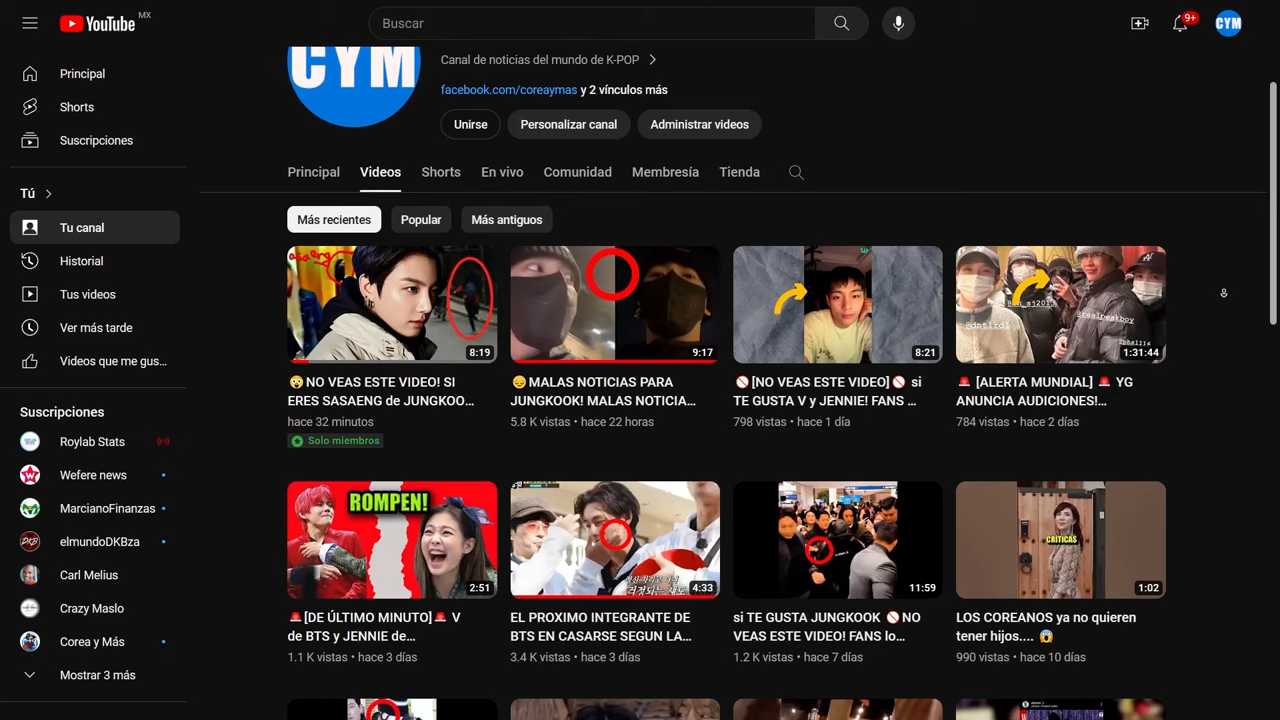 YouTube MX
Buscar
9+
CYM
CYM
Canal de noticias del mundo de K-POP
facebook.com/coreaymas y 2 vínculos más
Unirse
Personalizar canal
Administrar videos
Principal
Shorts
Suscripciones
Tú
Tu canal
Historial
Tus videos
Ver más tarde
Videos que me gus...
Suscripciones
Roylab Stats
Wefere news
MarcianoFinanzas
elmundoDKBza
Carl Melius
Crazy Maslo
Corea y Más
Mostrar 3 más
Principal
Videos
Shorts
En vivo
Comunidad
Membresía
Tienda
Más recientes
Popular
Más antiguos
8:19
😲NO VEAS ESTE VIDEO! SI
ERES SASAENG de JUNGKOO...
hace 32 minutos
Solo miembros
9:17
😔MALAS NOTICIAS PARA
JUNGKOOK! MALAS NOTICIA...
5.8 K vistas • hace 22 horas
8:21
🚫[NO VEAS ESTE VIDEO]🚫 si
TE GUSTA V y JENNIE! FANS ...
798 vistas • hace 1 día
@dntlrdl
@realpeakboy
1:31:44
🚨 [ALERTA MUNDIAL] 🚨 YG
ANUNCIA AUDICIONES!...
784 vistas • hace 2 días
ROMPEN!
2:51
🚨[DE ÚLTIMO MINUTO]🚨 V
de BTS y JENNIE de...
1.1 K vistas • hace 3 días
4:33
EL PROXIMO INTEGRANTE DE
BTS EN CASARSE SEGUN LA...
3.4 K vistas • hace 3 días
11:59
si TE GUSTA JUNGKOOK 🚫NO
VEAS ESTE VIDEO! FANS lo...
1.2 K vistas • hace 7 días
CRÍTICAS
1:02
LOS COREANOS ya no quieren
tener hijos.... 😱
990 vistas • hace 10 días